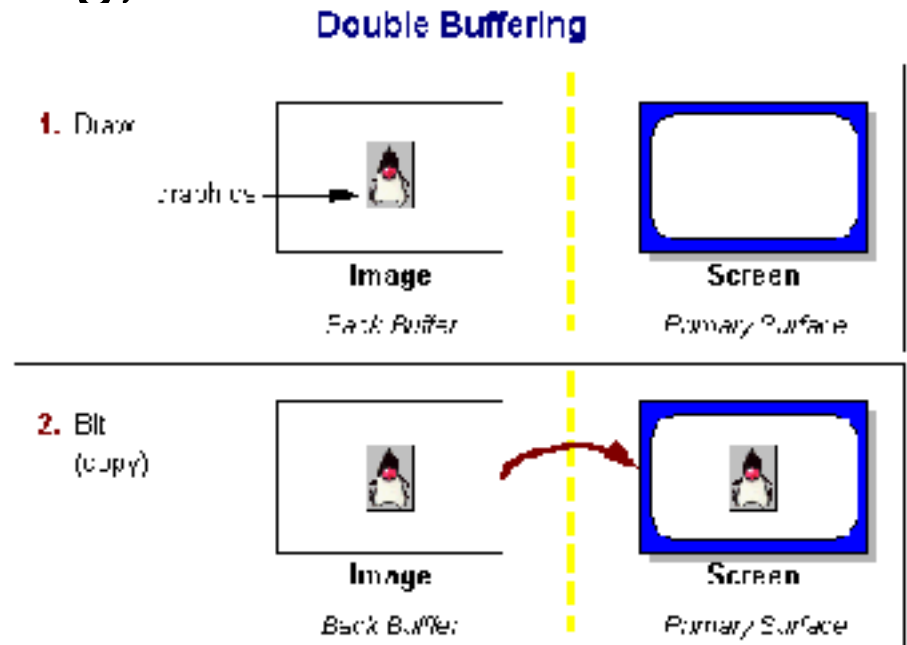 Double Buffering
1. Draw
graphics
Image
Screen
Back Buffer
Primary Surface
2. Blt
(copy)
Image
Screen
Back Buffer
Primary Surface